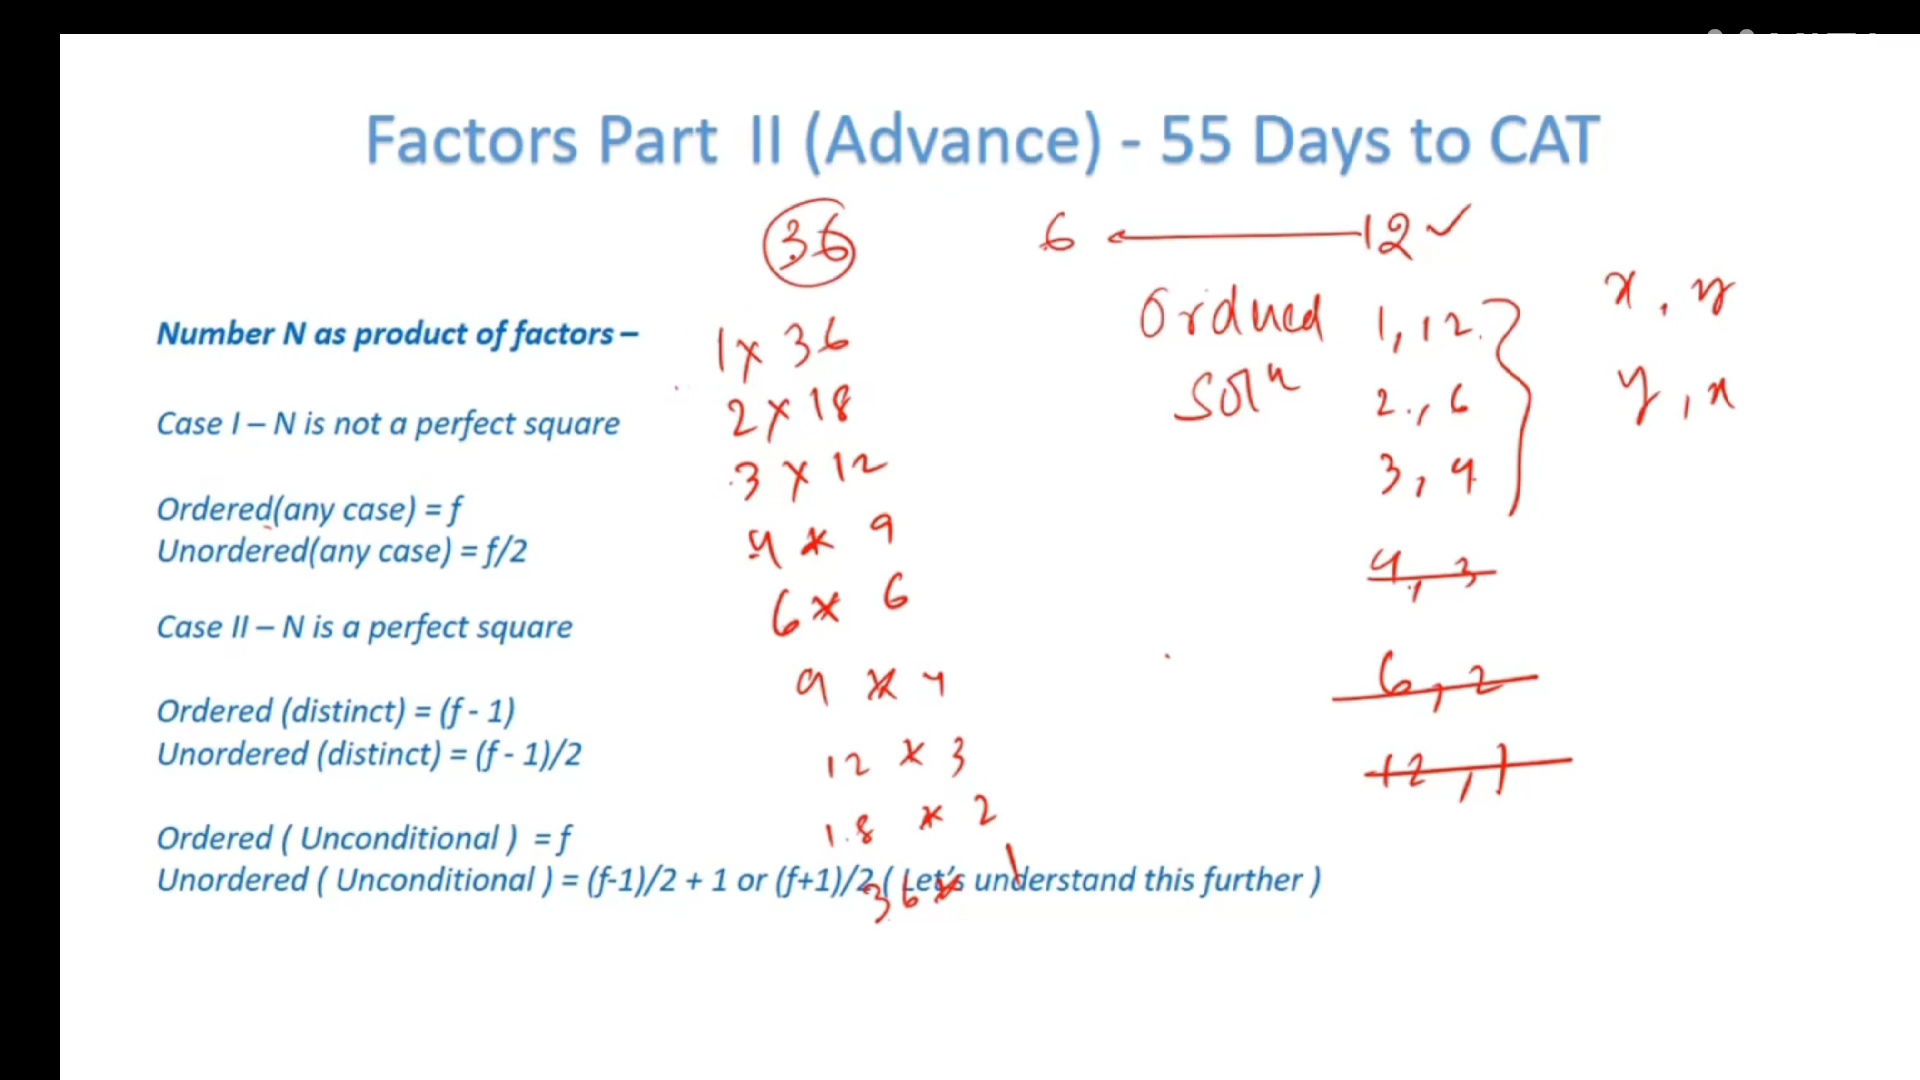 Factors Part II (Advance) - 55 Days to CAT
36
6 ← 12 ✓
Number N as product of factors –
Case I – N is not a perfect square
Ordered(any case) = f
Unordered(any case) = f/2
Case II – N is a perfect square
Ordered (distinct) = (f - 1)
Unordered (distinct) = (f - 1)/2
Ordered ( Unconditional ) = f
Unordered ( Unconditional ) = (f-1)/2 + 1 or (f+1)/2 ( Let's understand this further )
1 x 36
2 x 18
3 x 12
4 x 9
6 x 6
9 x 4
12 x 3
18 x 2
36 x 1
Ordered
Solⁿ
1, 12
2, 6
3, 4
4, 3
6, 2
12, 1
x, y
y, x